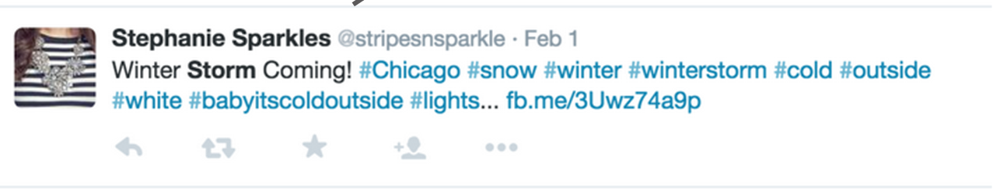 Stephanie Sparkles @stripesnsparkle · Feb 1
Winter Storm Coming! #Chicago #snow #winter #winterstorm #cold #outside
#white #babyitscoldoutside #lights... fb.me/3Uwz74a9p